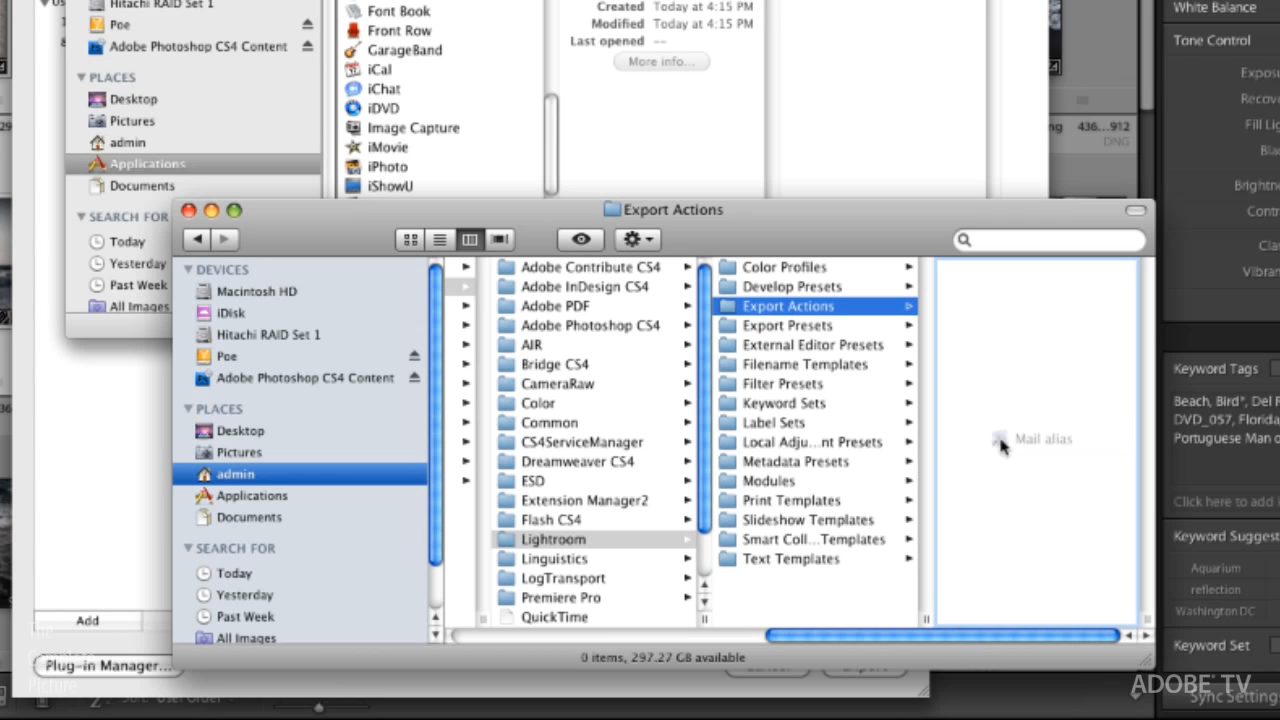 Hitachi RAID Set 1
Poe
Adobe Photoshop CS4 Content
PLACES
Desktop
Pictures
admin
Applications
Documents
SEARCH FOR
Today
Yesterday
Past Week
All Images
Font Book
Front Row
GarageBand
iCal
iChat
iDVD
Image Capture
iMovie
iPhoto
iShowU
Created Today at 4:15 PM
Modified Today at 4:15 PM
Last opened --
More info...
436...912
DNG
White Balance
Tone Control
Keyword Tags
Beach, Bird*, Del
DVD_057, Florida
Portuguese Man o
Click here to add
Keyword Sugges
Aquarium
reflection
Washington DC
Keyword Set
Sync Settings
Export Actions
DEVICES
Macintosh HD
iDisk
Hitachi RAID Set 1
Poe
Adobe Photoshop CS4 Content
PLACES
Desktop
Pictures
admin
Applications
Documents
SEARCH FOR
Today
Yesterday
Past Week
All Images
Adobe Contribute CS4
Adobe InDesign CS4
Adobe PDF
Adobe Photoshop CS4
AIR
Bridge CS4
CameraRaw
Color
Common
CS4ServiceManager
Dreamweaver CS4
ESD
Extension Manager2
Flash CS4
Lightroom
Linguistics
LogTransport
Premiere Pro
QuickTime
Color Profiles
Develop Presets
Export Actions
Export Presets
External Editor Presets
Filename Templates
Filter Presets
Keyword Sets
Label Sets
Local Adju...nt Presets
Metadata Presets
Modules
Print Templates
Slideshow Templates
Smart Coll...Templates
Text Templates
Mail alias
0 items, 297.27 GB available
Add
Plug-in Manager...
ADOBE TV